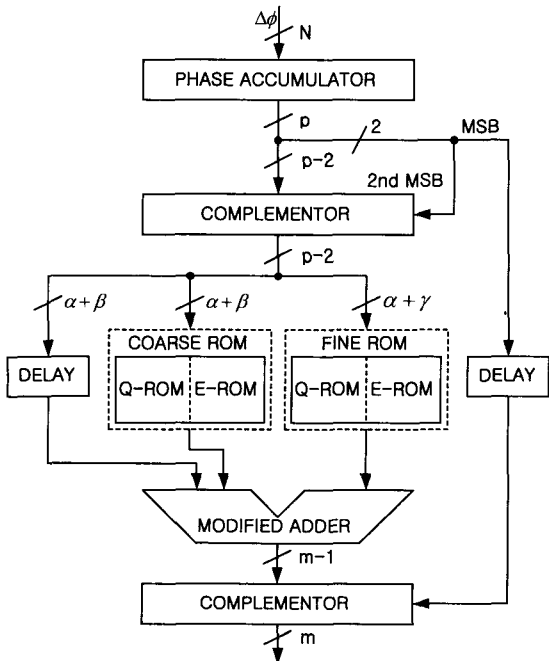 Δϕ
N
PHASE ACCUMULATOR
p
2
MSB
p-2
2nd MSB
COMPLEMENTOR
p-2
α+β
α+β
α+γ
COARSE ROM
FINE ROM
DELAY
Q-ROM
E-ROM
Q-ROM
E-ROM
DELAY
MODIFIED ADDER
m-1
COMPLEMENTOR
m